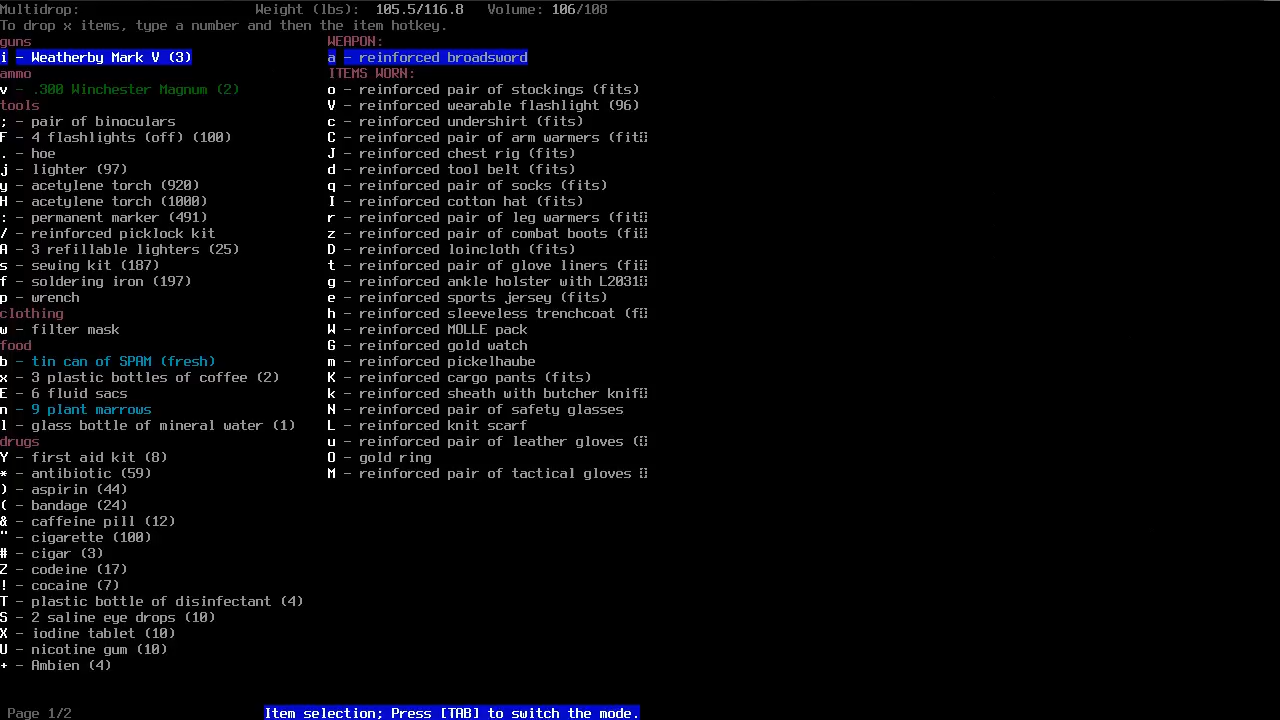 Multidrop: Weight (lbs): 105.5/116.8 Volume: 106/108
To drop x items, type a number and then the item hotkey.
guns
i - Weatherby Mark V (3)
ammo
v - .300 Winchester Magnum (2)
tools
; - pair of binoculars
F - 4 flashlights (off) (100)
. - hoe
j - lighter (97)
y - acetylene torch (920)
H - acetylene torch (1000)
: - permanent marker (491)
/ - reinforced picklock kit
A - 3 refillable lighters (25)
s - sewing kit (187)
f - soldering iron (197)
p - wrench
clothing
w - filter mask
food
b - tin can of SPAM (fresh)
x - 3 plastic bottles of coffee (2)
E - 6 fluid sacs
n - 9 plant marrows
l - glass bottle of mineral water (1)
drugs
Y - first aid kit (8)
* - antibiotic (59)
) - aspirin (44)
( - bandage (24)
& - caffeine pill (12)
" - cigarette (100)
# - cigar (3)
Z - codeine (17)
! - cocaine (7)
T - plastic bottle of disinfectant (4)
S - 2 saline eye drops (10)
X - iodine tablet (10)
U - nicotine gum (10)
+ - Ambien (4)
WEAPON:
a - reinforced broadsword
ITEMS WORN:
o - reinforced pair of stockings (fits)
V - reinforced wearable flashlight (96)
c - reinforced undershirt (fits)
C - reinforced pair of arm warmers (fit
J - reinforced chest rig (fits)
d - reinforced tool belt (fits)
q - reinforced pair of socks (fits)
I - reinforced cotton hat (fits)
r - reinforced pair of leg warmers (fit
z - reinforced pair of combat boots (fi
D - reinforced loincloth (fits)
t - reinforced pair of glove liners (fi
g - reinforced ankle holster with L2031
e - reinforced sports jersey (fits)
h - reinforced sleeveless trenchcoat (f
W - reinforced MOLLE pack
G - reinforced gold watch
m - reinforced pickelhaube
K - reinforced cargo pants (fits)
k - reinforced sheath with butcher knif
N - reinforced pair of safety glasses
L - reinforced knit scarf
u - reinforced pair of leather gloves (
O - gold ring
M - reinforced pair of tactical gloves
Page 1/2 Item selection; Press [TAB] to switch the mode.